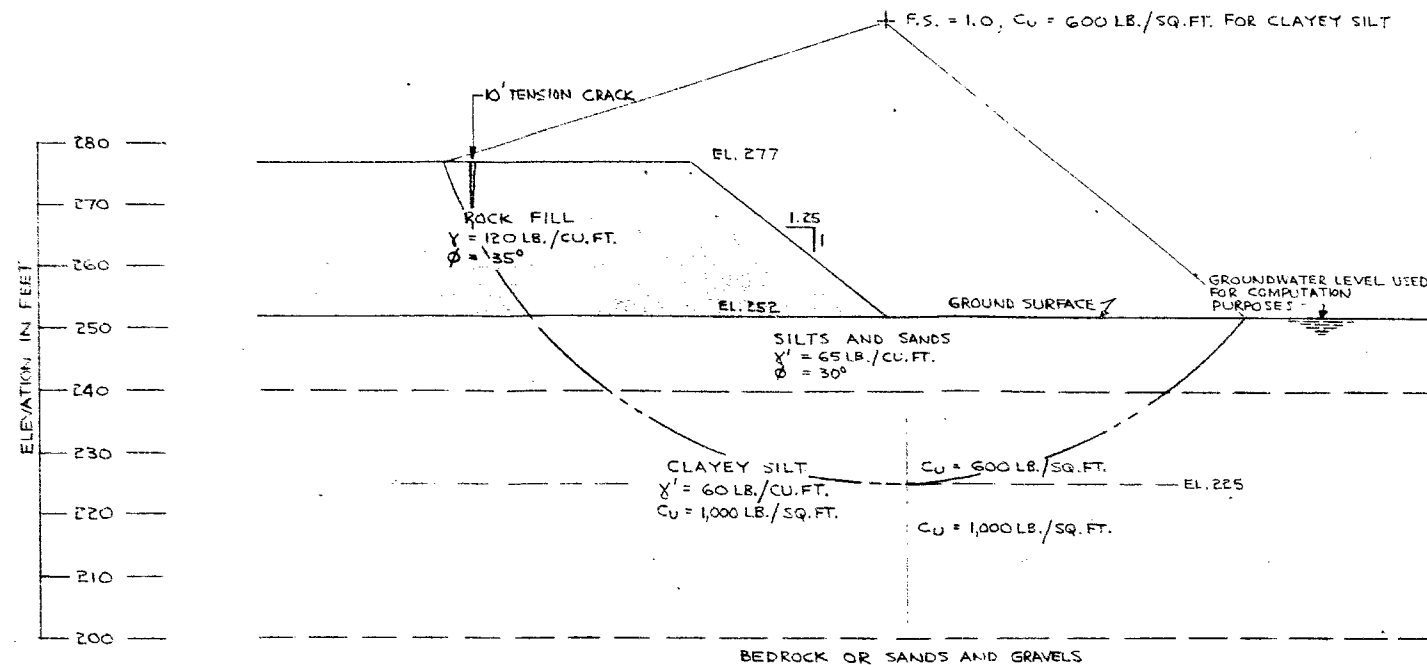 F.S. = 1.0, CU = 600 LB./SQ.FT. FOR CLAYEY SILT
10' TENSION CRACK
280
EL. 277
270
ROCK FILL
γ = 120 LB./CU.FT.
ϕ = 35°
1.25
1
260
GROUNDWATER LEVEL USED
FOR COMPUTATION
PURPOSES
ELEVATION IN FEET
EL. 252
GROUND SURFACE
250
SILTS AND SANDS
γ' = 65 LB./CU.FT.
ϕ = 30°
240
230
CLAYEY SILT
γ' = 60 LB./CU.FT.
CU = 1,000 LB./SQ.FT.
CU = 600 LB./SQ.FT.
EL. 225
220
CU = 1,000 LB./SQ.FT.
210
200
BEDROCK OR SANDS AND GRAVELS